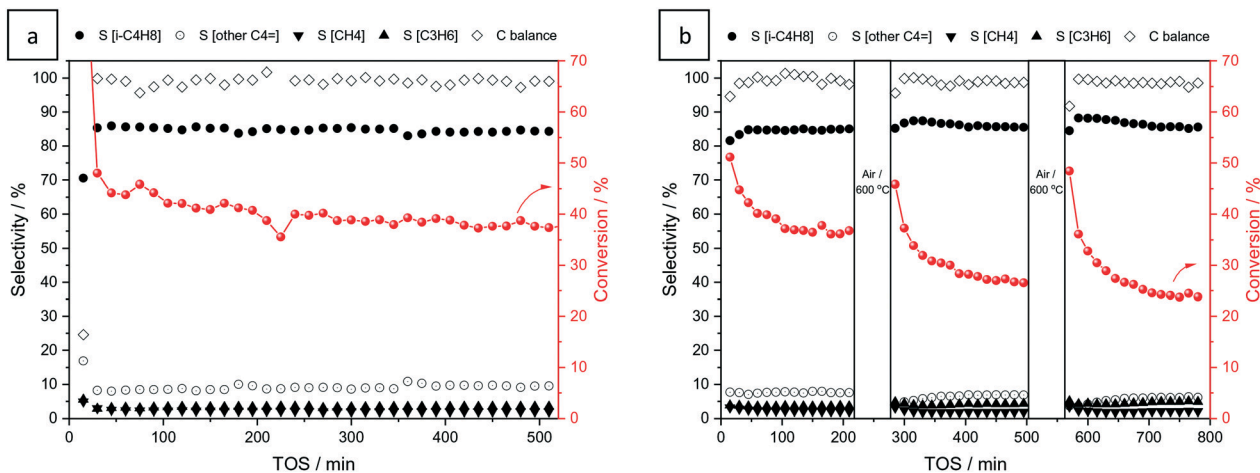 a
● S [i-C4H8] ○ S [other C4=] ▼ S [CH4] ▲ S [C3H6] ◇ C balance
Selectivity / %
100
90
80
70
60
50
40
30
20
10
0
0 100 200 300 400 500
TOS / min
70
60
50
40
30
20
10
0
Conversion / %
b
● S [i-C4H8] ○ S [other C4=] ▼ S [CH4] ▲ S [C3H6] ◇ C balance
Selectivity / %
100
90
80
70
60
50
40
30
20
10
0
Air /
600 ºC
Air /
600 ºC
0 100 200 300 400 500 600 700 800
TOS / min
70
60
50
40
30
20
10
0
Conversion / %